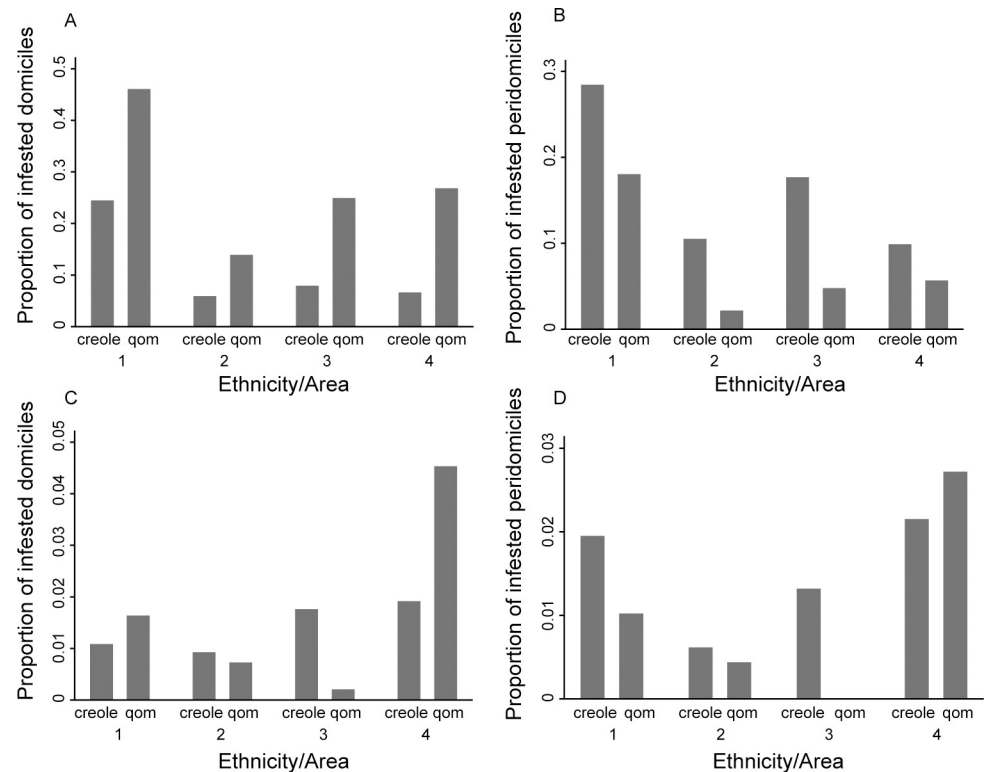 A
Proportion of infested domiciles
0.5
0.4
0.3
0.2
0.1
0
creole qom creole qom creole qom creole qom
1 2 3 4
Ethnicity/Area
B
Proportion of infested peridomiciles
0.3
0.2
0.1
0
creole qom creole qom creole qom creole qom
1 2 3 4
Ethnicity/Area
C
Proportion of infested domiciles
0.05
0.04
0.03
0.02
0.01
0
creole qom creole qom creole qom creole qom
1 2 3 4
Ethnicity/Area
D
Proportion of infested peridomiciles
0.03
0.02
0.01
0
creole qom creole qom creole qom creole qom
1 2 3 4
Ethnicity/Area